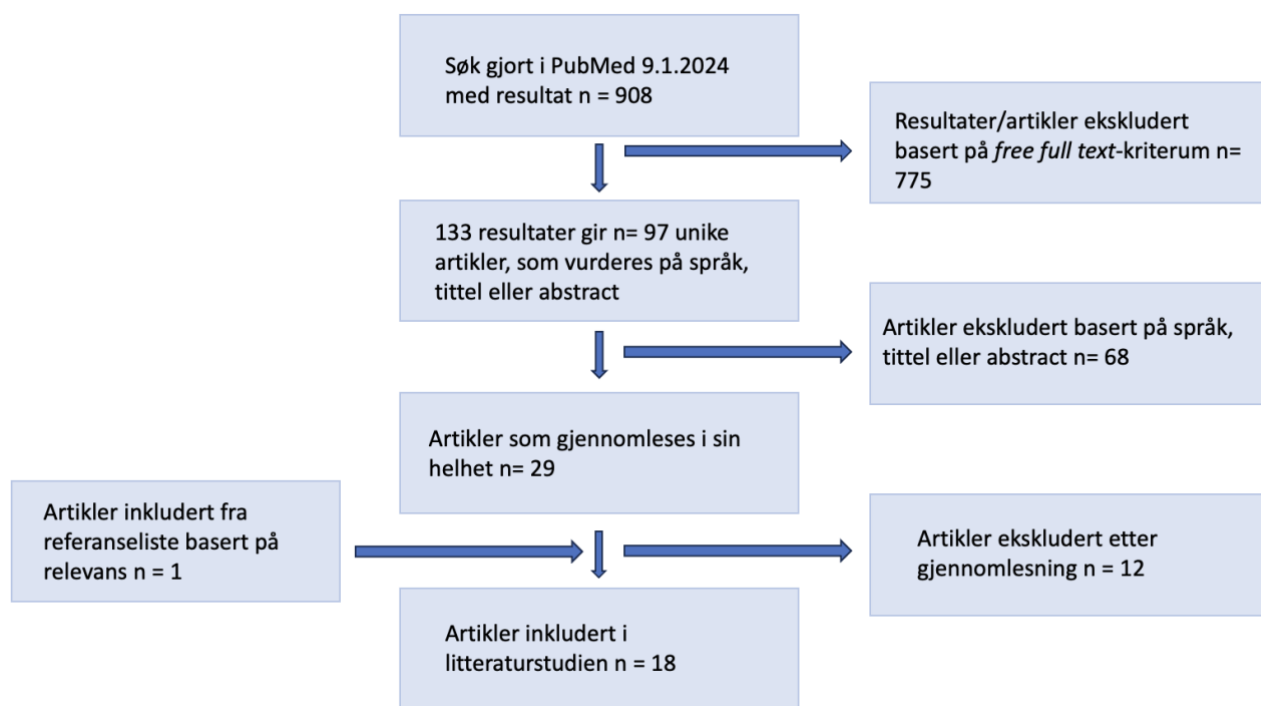 Søk gjort i PubMed 9.1.2024
med resultat n = 908
Resultater/artikler ekskludert
basert på free full text-kriterum n=
775
133 resultater gir n= 97 unike
artikler, som vurderes på språk,
tittel eller abstract
Artikler ekskludert basert på språk,
tittel eller abstract n= 68
Artikler som gjennomleses i sin
helhet n= 29
Artikler inkludert fra
referanseliste basert på
relevans n = 1
Artikler ekskludert etter
gjennomlesning n = 12
Artikler inkludert i
litteraturstudien n = 18